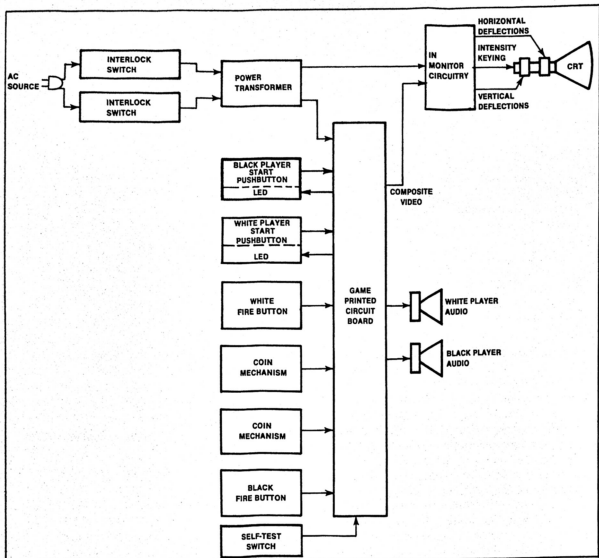 HORIZONTAL
DEFLECTIONS
INTERLOCK
SWITCH
IN
MONITOR
CIRCUITRY
INTENSITY
KEYING
CRT
AC
SOURCE
POWER
TRANSFORMER
INTERLOCK
SWITCH
VERTICAL
DEFLECTIONS
BLACK PLAYER
START
PUSHBUTTON
LED
COMPOSITE
VIDEO
WHITE PLAYER
START
PUSHBUTTON
LED
GAME
PRINTED
CIRCUIT
BOARD
WHITE
FIRE BUTTON
WHITE PLAYER
AUDIO
BLACK PLAYER
AUDIO
COIN
MECHANISM
COIN
MECHANISM
BLACK
FIRE BUTTON
SELF-TEST
SWITCH